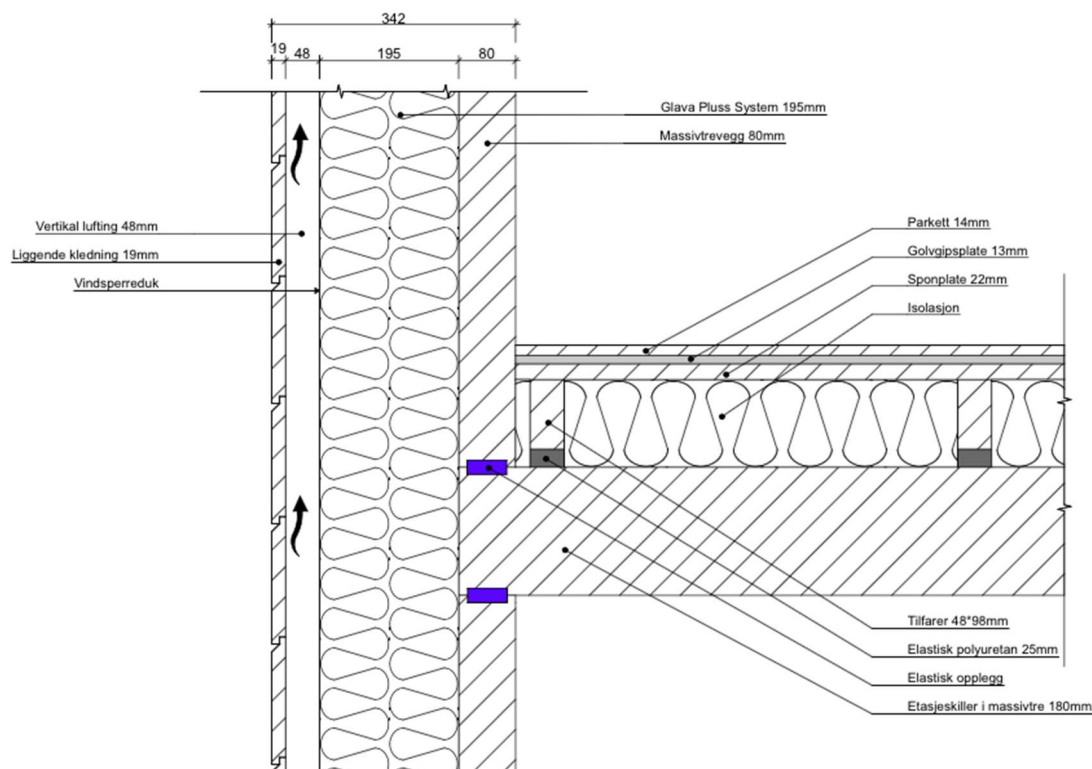 342
19
48
195
80
Glava Pluss System 195mm
Massivtrevegg 80mm
Vertikal lufting 48mm
Liggende kledning 19mm
Vindsperreduk
Parkett 14mm
Golvgipsplate 13mm
Sponplate 22mm
Isolasjon
Tilfarer 48*98mm
Elastisk polyuretan 25mm
Elastisk opplegg
Etasjeskiller i massivtre 180mm